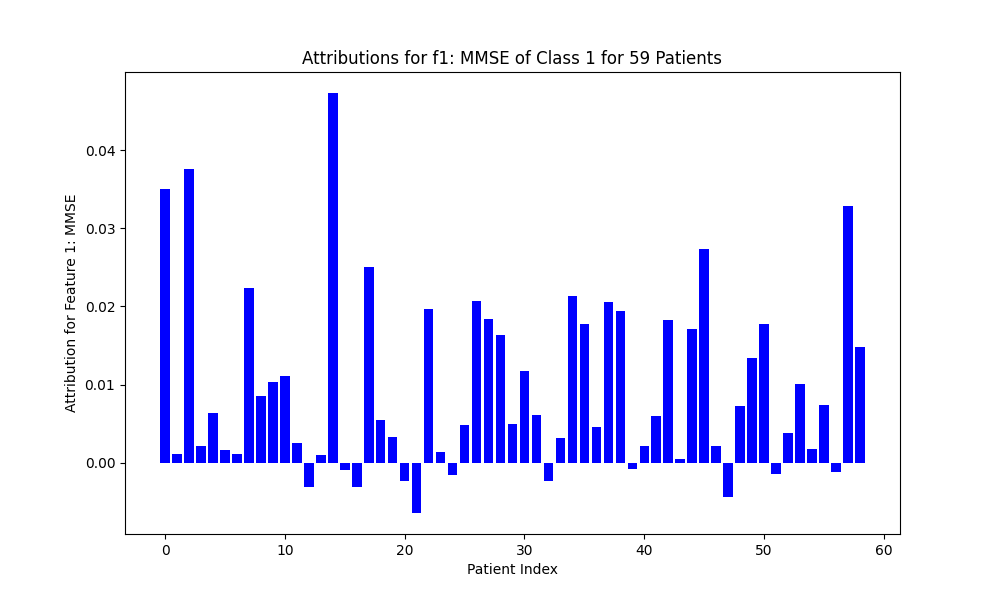 Attributions for f1: MMSE of Class 1 for 59 Patients
Attribution for Feature 1: MMSE
0.04
0.03
0.02
0.01
0.00
0 10 20 30 40 50 60
Patient Index